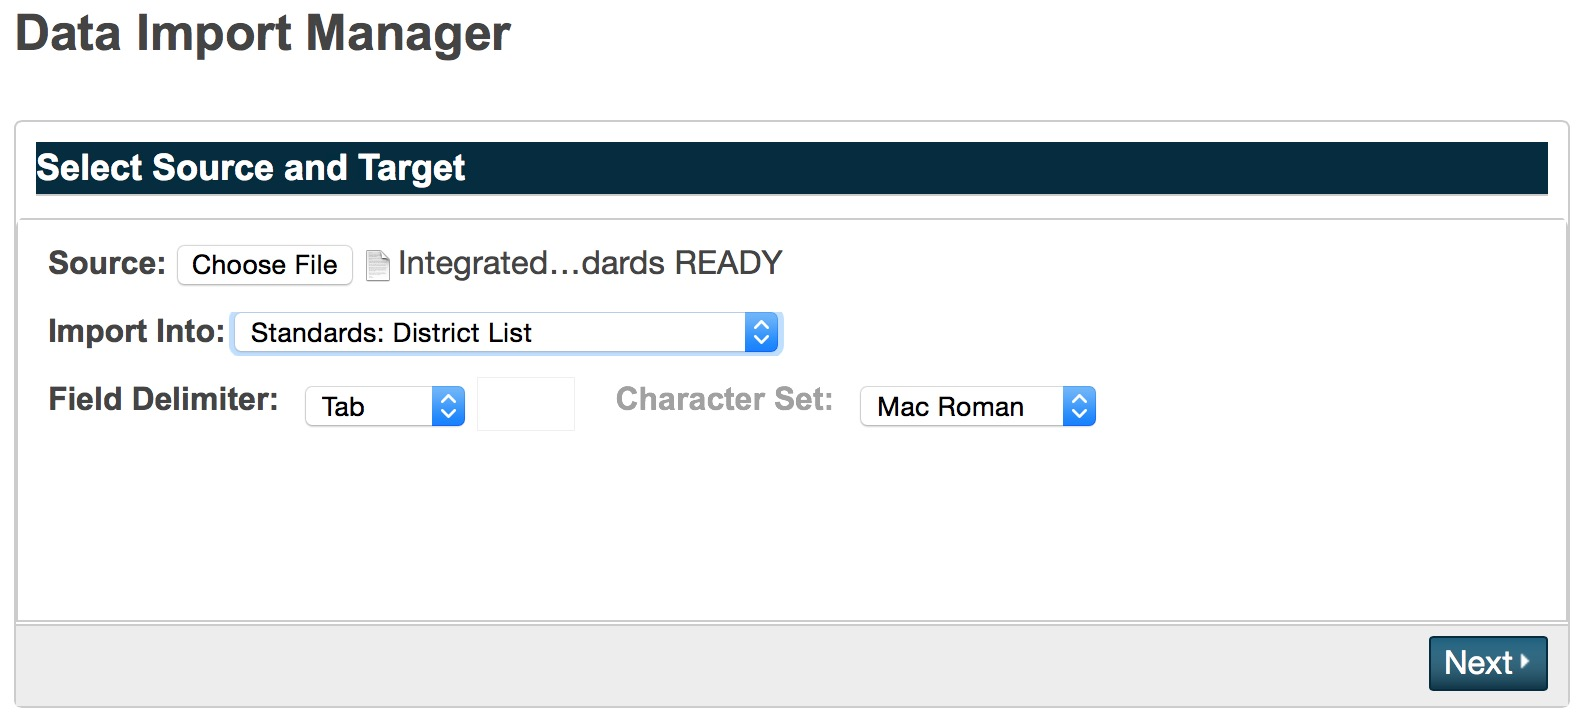 Data Import Manager
Select Source and Target
Source: Choose File Integrated...dards READY
Import Into: Standards: District List
Field Delimiter: Tab Character Set: Mac Roman
Next